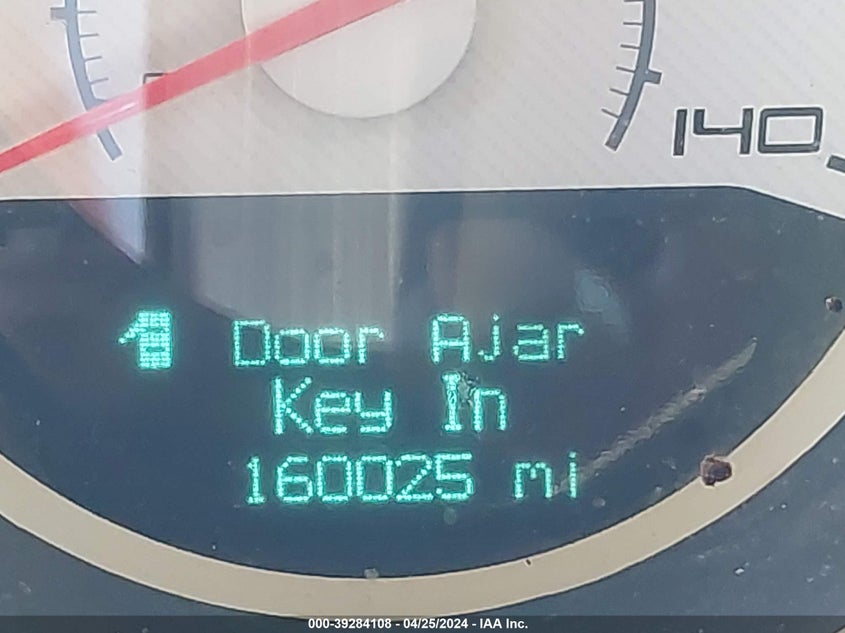 140
Door Ajar
Key In
160025 mi
000-39284108 - 04/25/2024 - IAA Inc.